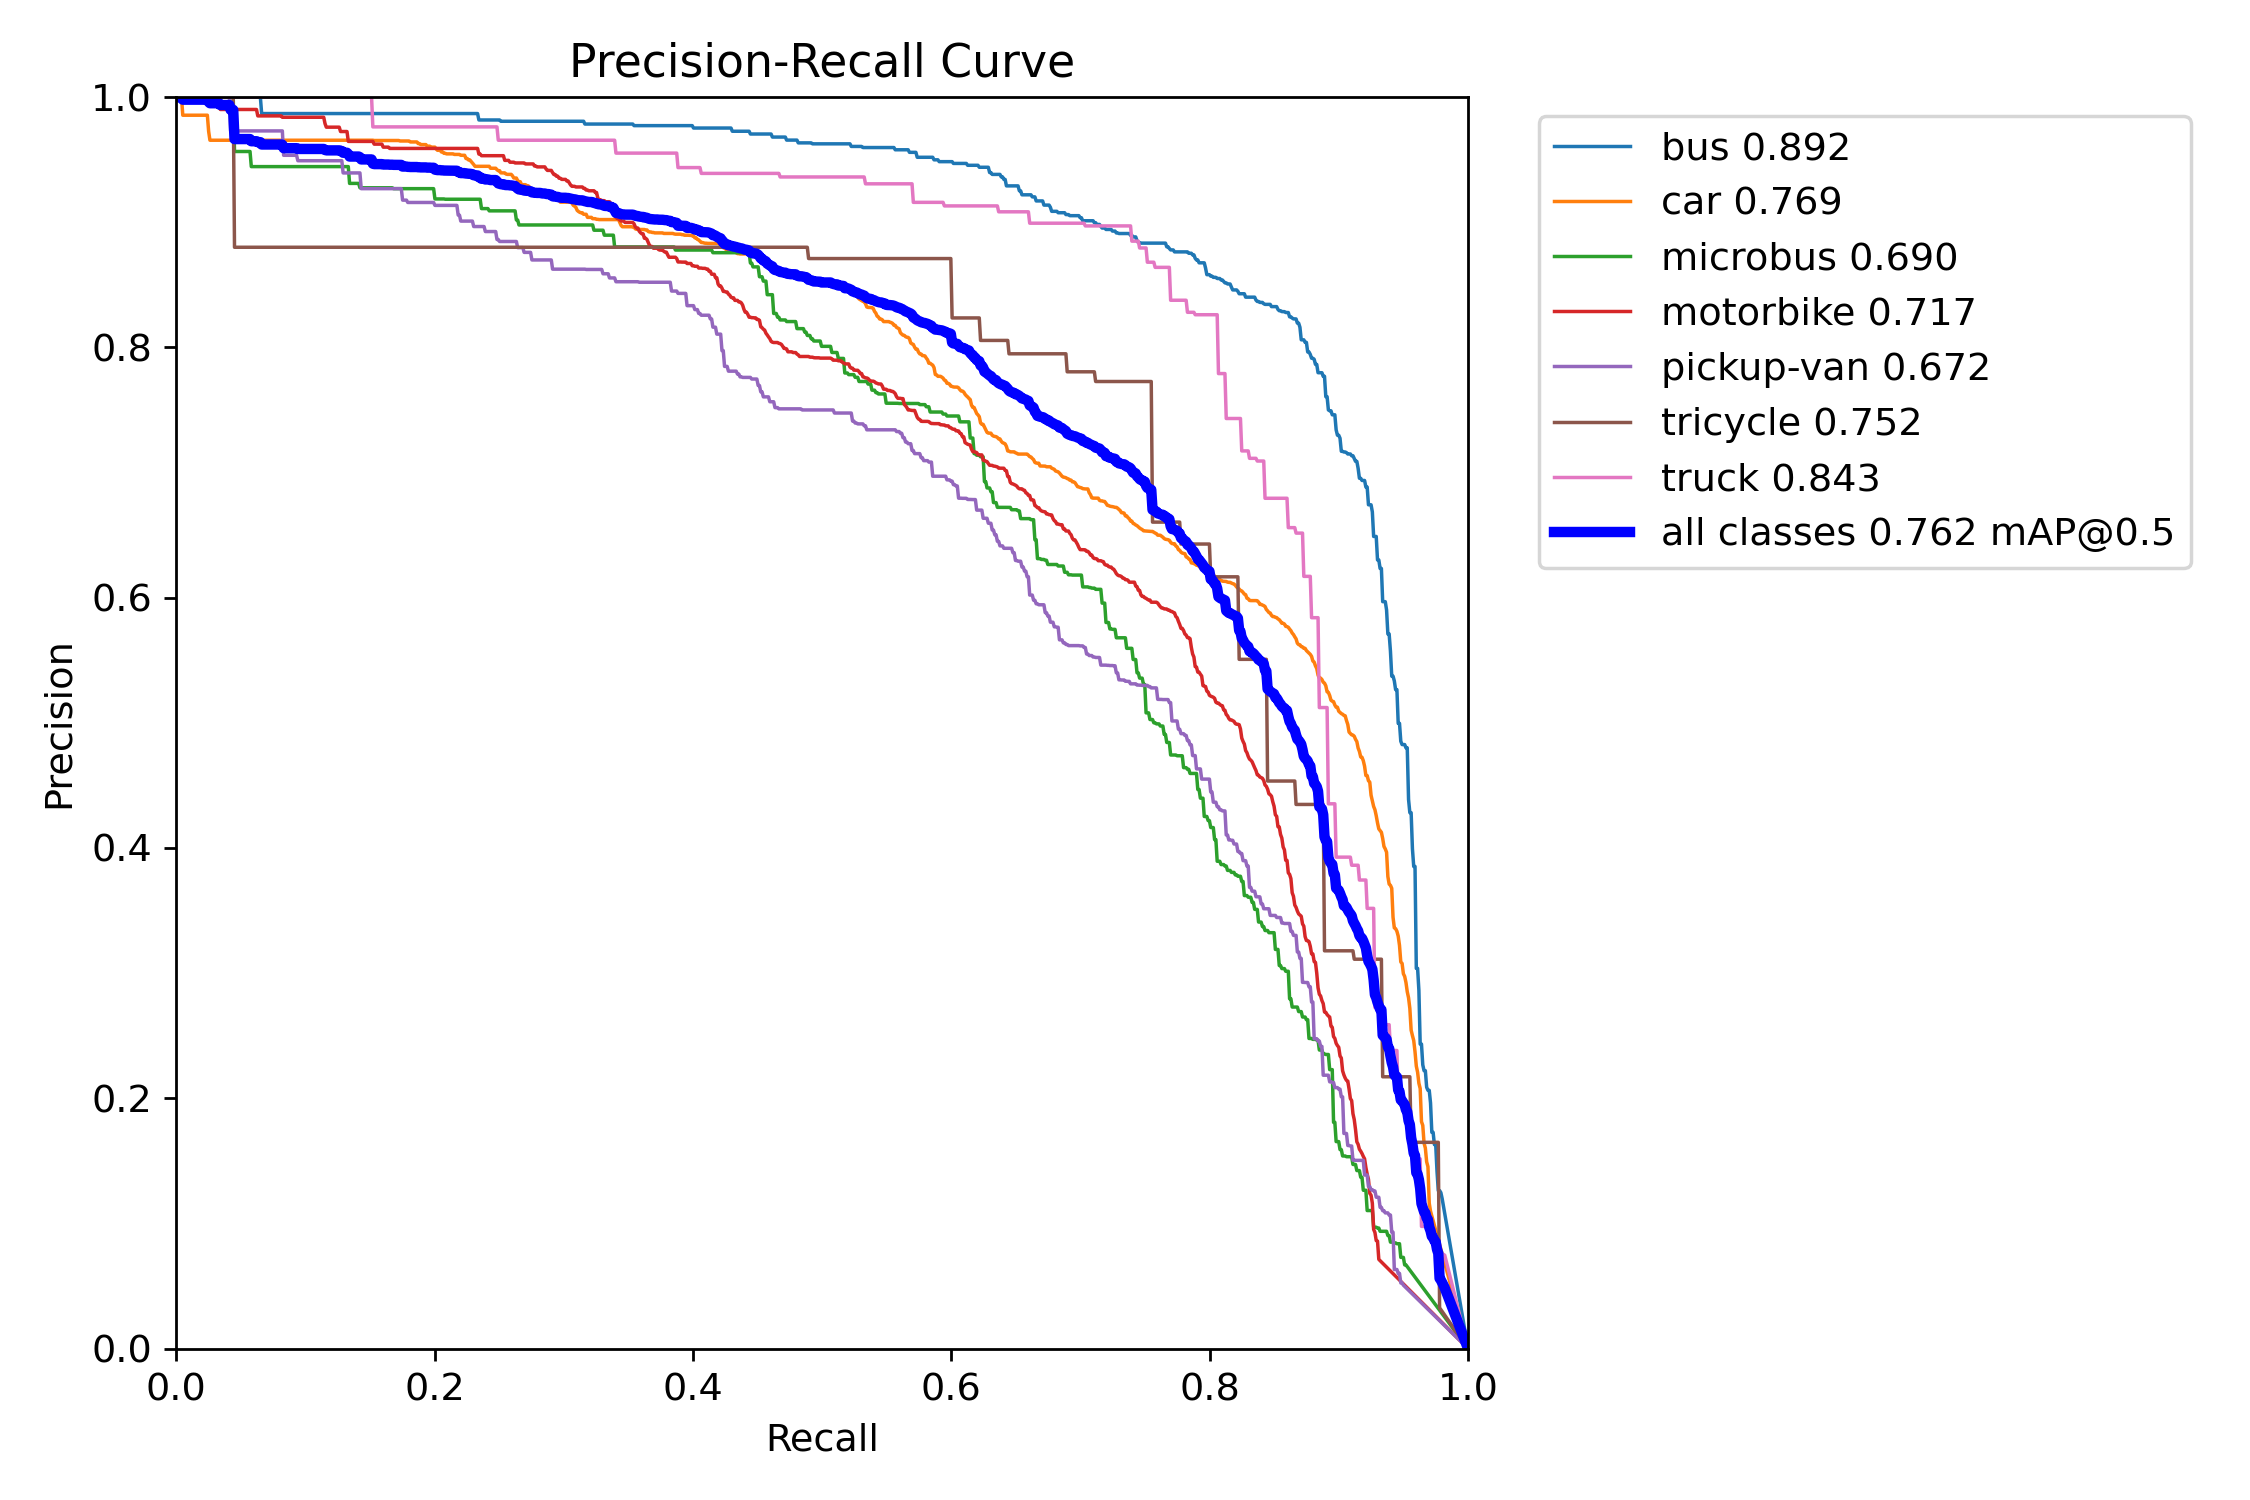 Precision-Recall Curve
1.0
0.8
0.6
0.4
0.2
0.0
Precision
0.0 0.2 0.4 0.6 0.8 1.0
Recall
bus 0.892
car 0.769
microbus 0.690
motorbike 0.717
pickup-van 0.672
tricycle 0.752
truck 0.843
all classes 0.762 mAP@0.5